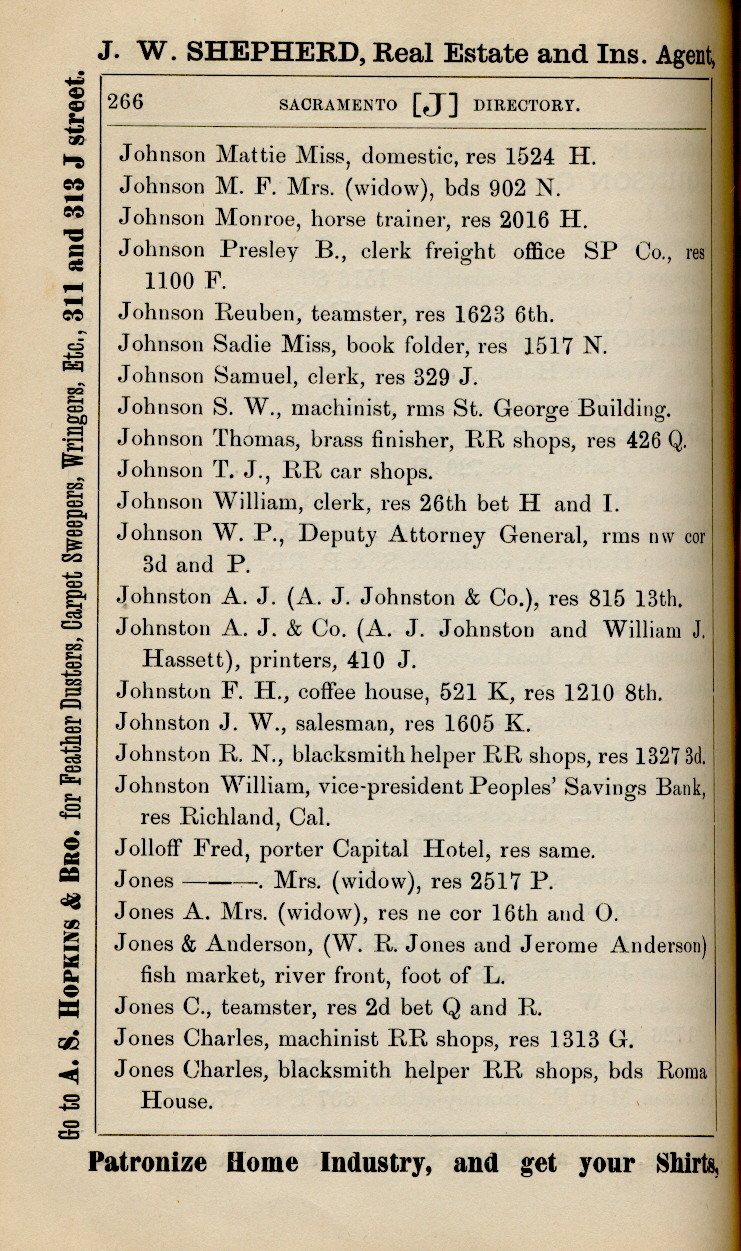 J. W. SHEPHERD, Real Estate and Ins. Agent,
266 SACRAMENTO [J] DIRECTORY.
Johnson Mattie Miss, domestic, res 1524 H.
Johnson M. F. Mrs. (widow), bds 902 N.
Johnson Monroe, horse trainer, res 2016 H.
Johnson Presley B., clerk freight office SP Co., res
1100 F.
Johnson Reuben, teamster, res 1623 6th.
Johnson Sadie Miss, book folder, res 1517 N.
Johnson Samuel, clerk, res 329 J.
Johnson S. W., machinist, rms St. George Building.
Johnson Thomas, brass finisher, RR shops, res 426 Q.
Johnson T. J., RR car shops.
Johnson William, clerk, res 26th bet H and I.
Johnson W. P., Deputy Attorney General, rms nw cor
3d and P.
Johnston A. J. (A. J. Johnston & Co.), res 815 13th.
Johnston A. J. & Co. (A. J. Johnston and William J.
Hassett), printers, 410 J.
Johnston F. H., coffee house, 521 K, res 1210 8th.
Johnston J. W., salesman, res 1605 K.
Johnston R. N., blacksmith helper RR shops, res 1327 3d.
Johnston William, vice-president Peoples' Savings Bank,
res Richland, Cal.
Jolloff Fred, porter Capital Hotel, res same.
Jones ———. Mrs. (widow), res 2517 P.
Jones A. Mrs. (widow), res ne cor 16th and O.
Jones & Anderson, (W. R. Jones and Jerome Anderson)
fish market, river front, foot of L.
Jones C., teamster, res 2d bet Q and R.
Jones Charles, machinist RR shops, res 1313 G.
Jones Charles, blacksmith helper RR shops, bds Roma
House.
Patronize Home Industry, and get your Shirts,
Go to A. S. HOPKINS & BRO. for Feather Dusters, Carpet Sweepers, Wringers, Etc., 311 and 313 J street.